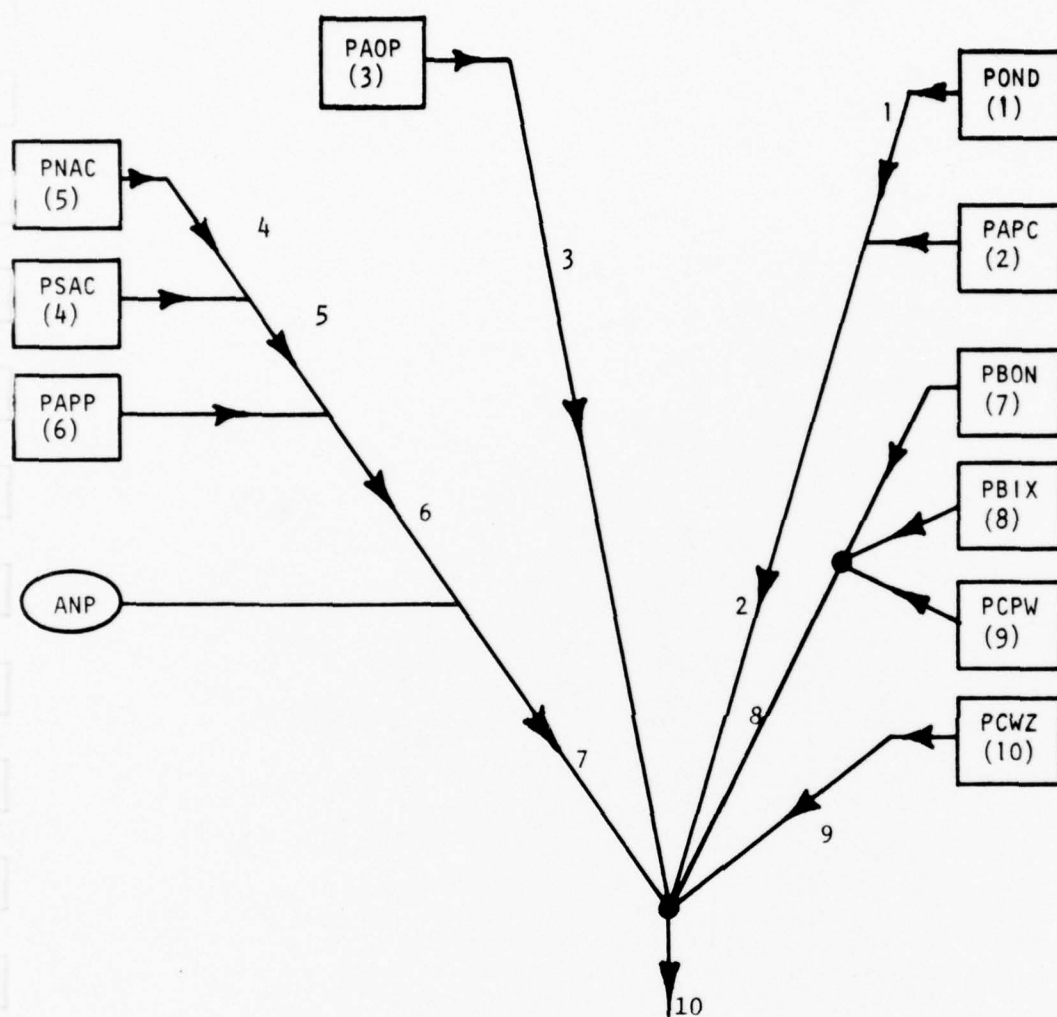 PAOP
(3)
POND
(1)
1
PNAC
(5)
4
PAPC
(2)
3
PSAC
(4)
5
PBON
(7)
PAPP
(6)
6
PBIX
(8)
ANP
2
PCPW
(9)
8
PCWZ
(10)
7
9
10